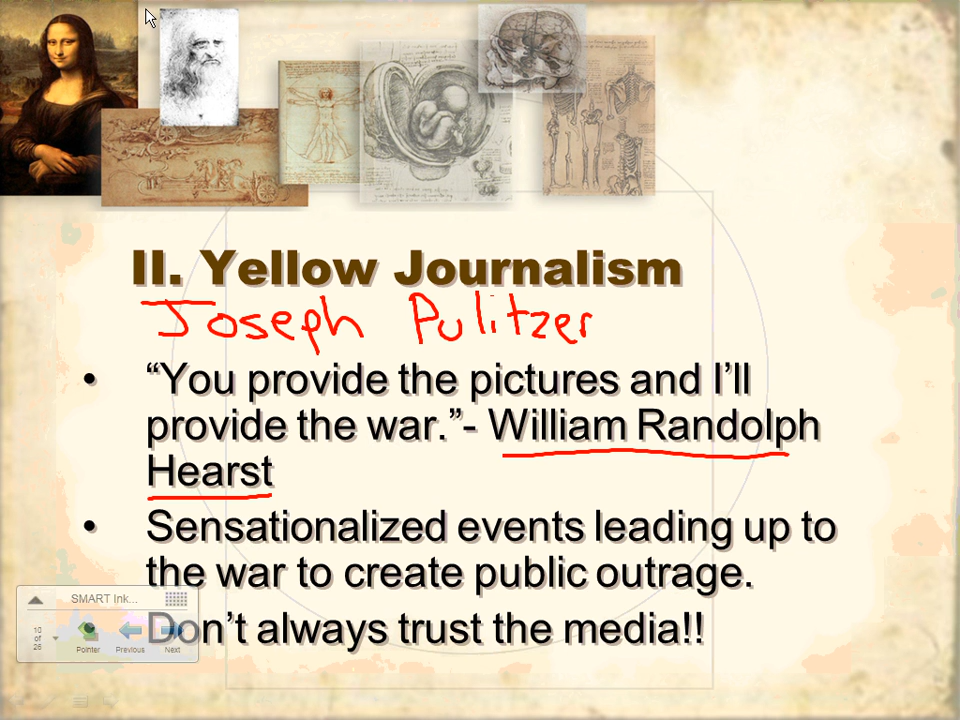 II. Yellow Journalism
Joseph Pulitzer
• “You provide the pictures and I’ll
provide the war.”- William Randolph
Hearst
• Sensationalized events leading up to
the war to create public outrage.
Don’t always trust the media!!
SMART Ink...
10
of
26
Pointer
Previous
Next